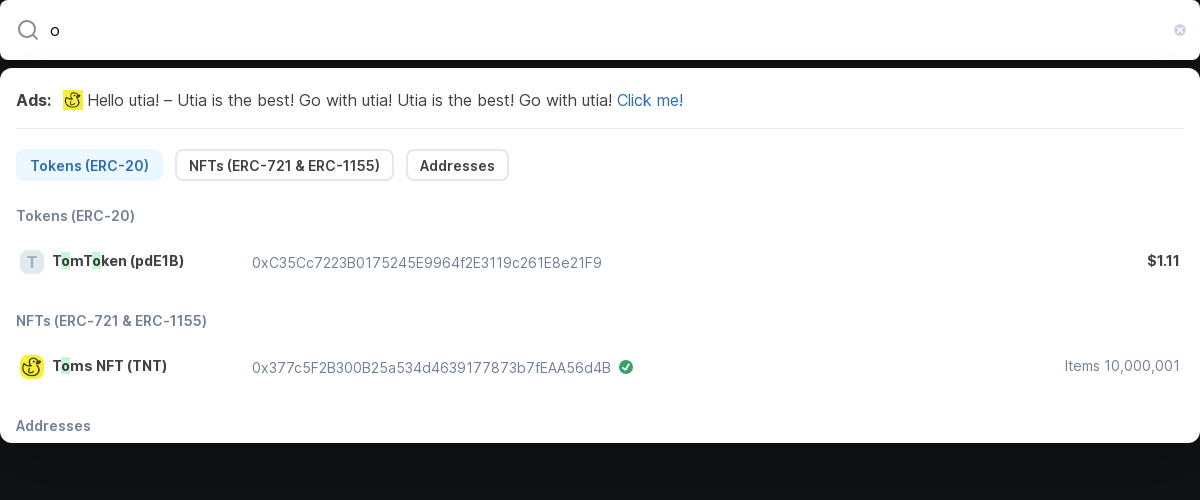 o
Ads: Hello utia! – Utia is the best! Go with utia! Utia is the best! Go with utia! Click me!
Tokens (ERC-20) NFTs (ERC-721 & ERC-1155) Addresses
Tokens (ERC-20)
T TomToken (pdE1B) 0xC35Cc7223B0175245E9964f2E3119c261E8e21F9 $1.11
NFTs (ERC-721 & ERC-1155)
Toms NFT (TNT) 0x377c5F2B300B25a534d4639177873b7fEAA56d4B Items 10,000,001
Addresses